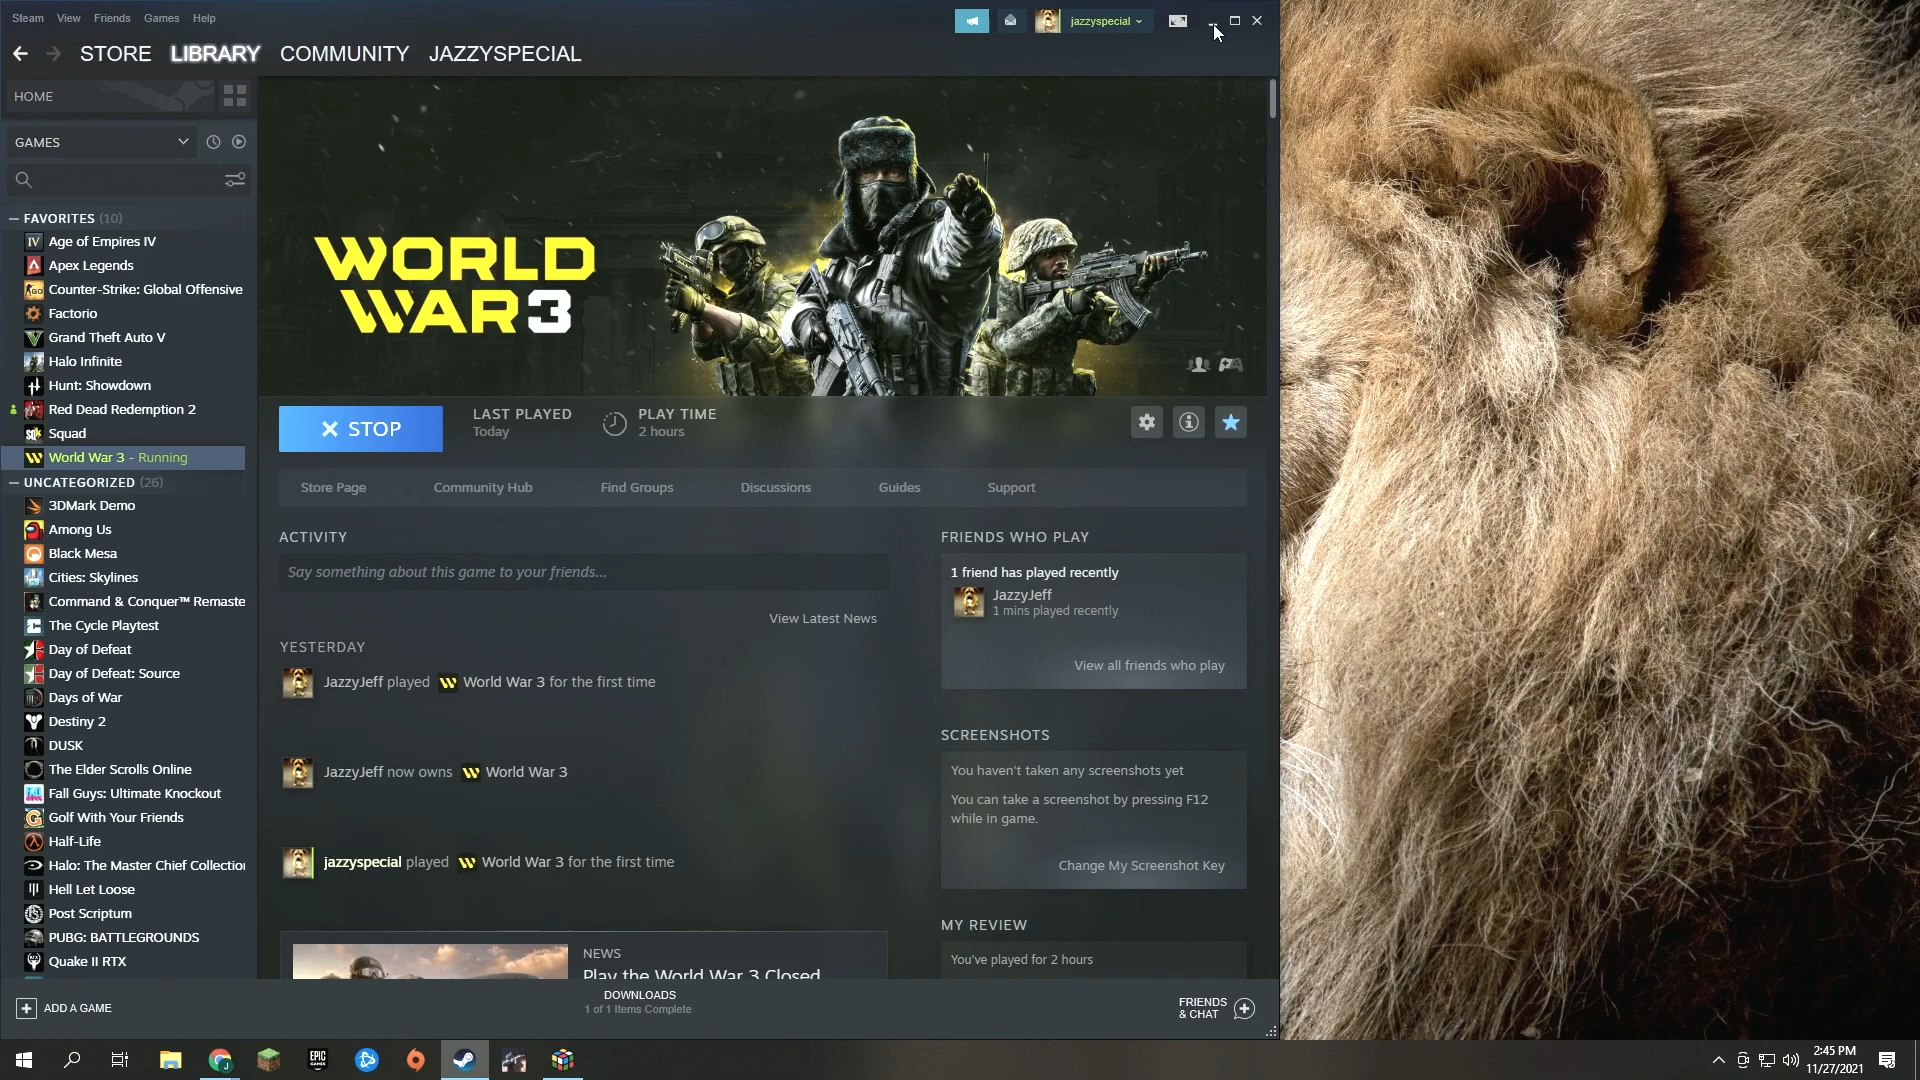 Steam View Friends Games Help
jazzyspecial
STORE LIBRARY COMMUNITY JAZZYSPECIAL
HOME
GAMES
FAVORITES (10)
IV Age of Empires IV
Apex Legends
Counter-Strike: Global Offensive
Factorio
Grand Theft Auto V
Halo Infinite
Hunt: Showdown
Red Dead Redemption 2
Squad
World War 3 - Running
UNCATEGORIZED (26)
3DMark Demo
Among Us
Black Mesa
Cities: Skylines
Command & Conquer™ Remaste
The Cycle Playtest
Day of Defeat
Day of Defeat: Source
Days of War
Destiny 2
DUSK
The Elder Scrolls Online
Fall Guys: Ultimate Knockout
Golf With Your Friends
Half-Life
Halo: The Master Chief Collection
Hell Let Loose
Post Scriptum
PUBG: BATTLEGROUNDS
Quake II RTX
WORLD
WAR 3
STOP
LAST PLAYED
Today
PLAY TIME
2 hours
Store Page Community Hub Find Groups Discussions Guides Support
ACTIVITY
Say something about this game to your friends...
View Latest News
YESTERDAY
JazzyJeff played World War 3 for the first time
JazzyJeff now owns World War 3
jazzyspecial played World War 3 for the first time
NEWS
Play the World War 3 Closed
FRIENDS WHO PLAY
1 friend has played recently
JazzyJeff
1 mins played recently
View all friends who play
SCREENSHOTS
You haven't taken any screenshots yet
You can take a screenshot by pressing F12
while in game.
Change My Screenshot Key
MY REVIEW
You've played for 2 hours
ADD A GAME
DOWNLOADS
1 of 1 Items Complete
FRIENDS
& CHAT
EPIC
GAMES
2:45 PM
11/27/2021